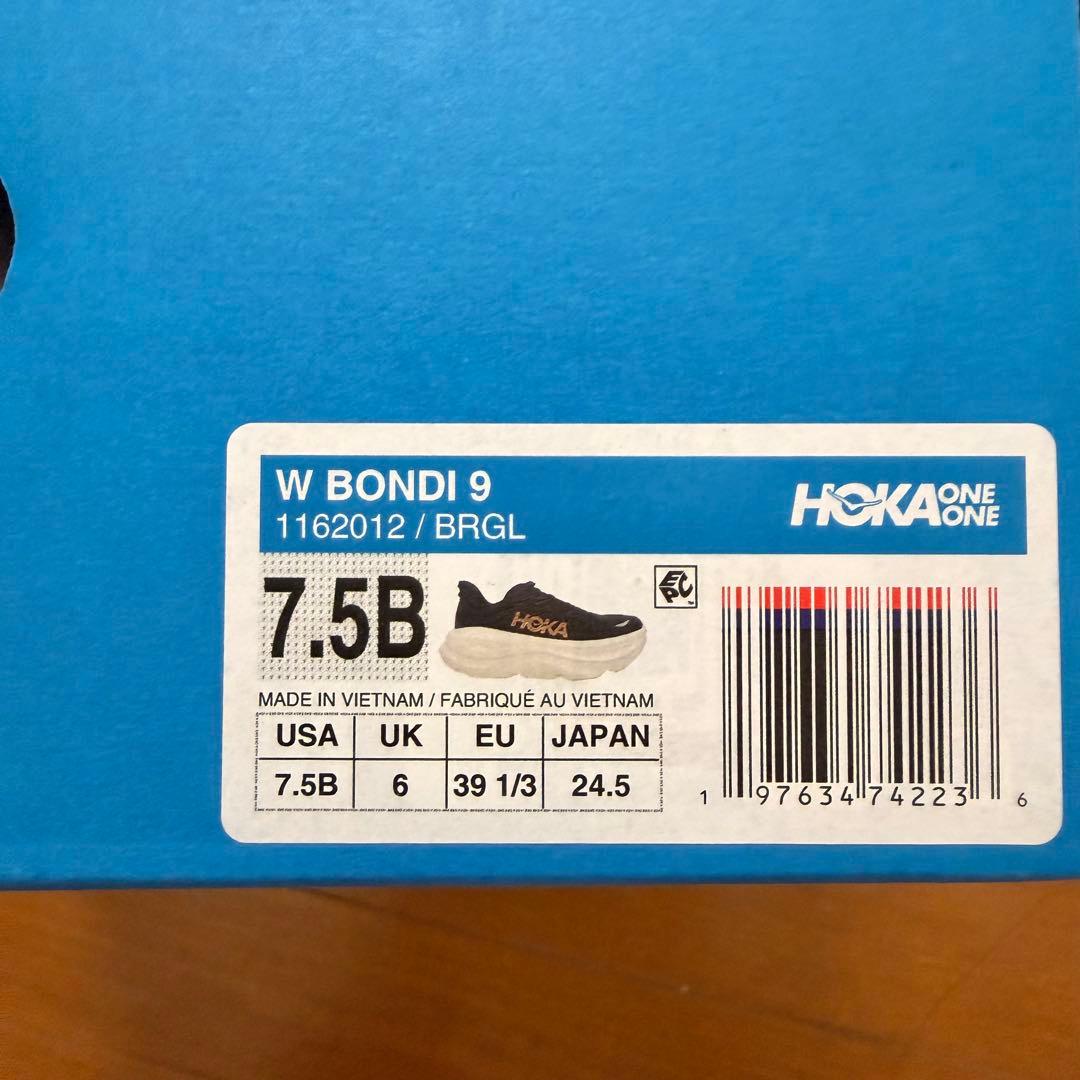 W BONDI 9
1162012 / BRGL
HOKA ONE ONE
7.5B
HOKA
EPC
MADE IN VIETNAM / FABRIQUÉ AU VIETNAM
USA UK EU JAPAN
7.5B 6 39 1/3 24.5
1 97634 74223 6